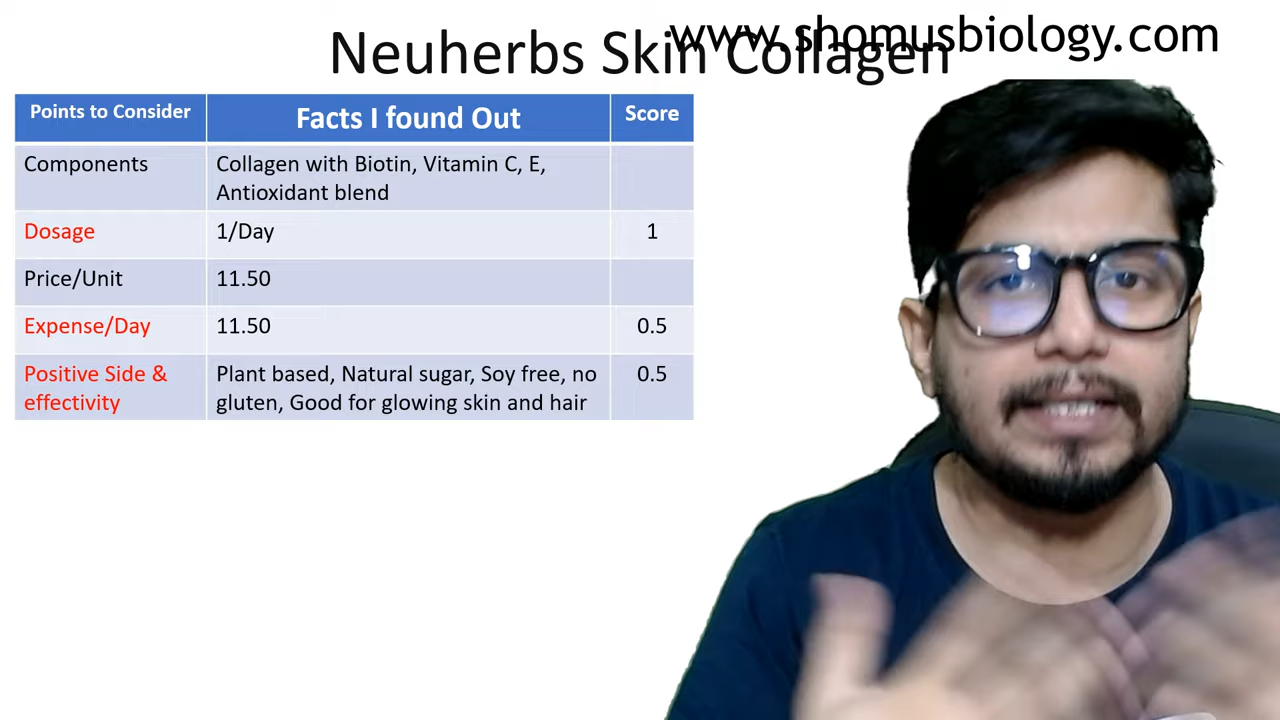 www.shomusbiology.com
Neuherbs Skin Collagen
Points to Consider
Facts I found Out
Score
Components
Collagen with Biotin, Vitamin C, E,
Antioxidant blend
Dosage
1/Day
1
Price/Unit
11.50
Expense/Day
11.50
0.5
Positive Side &
effectivity
Plant based, Natural sugar, Soy free, no
gluten, Good for glowing skin and hair
0.5